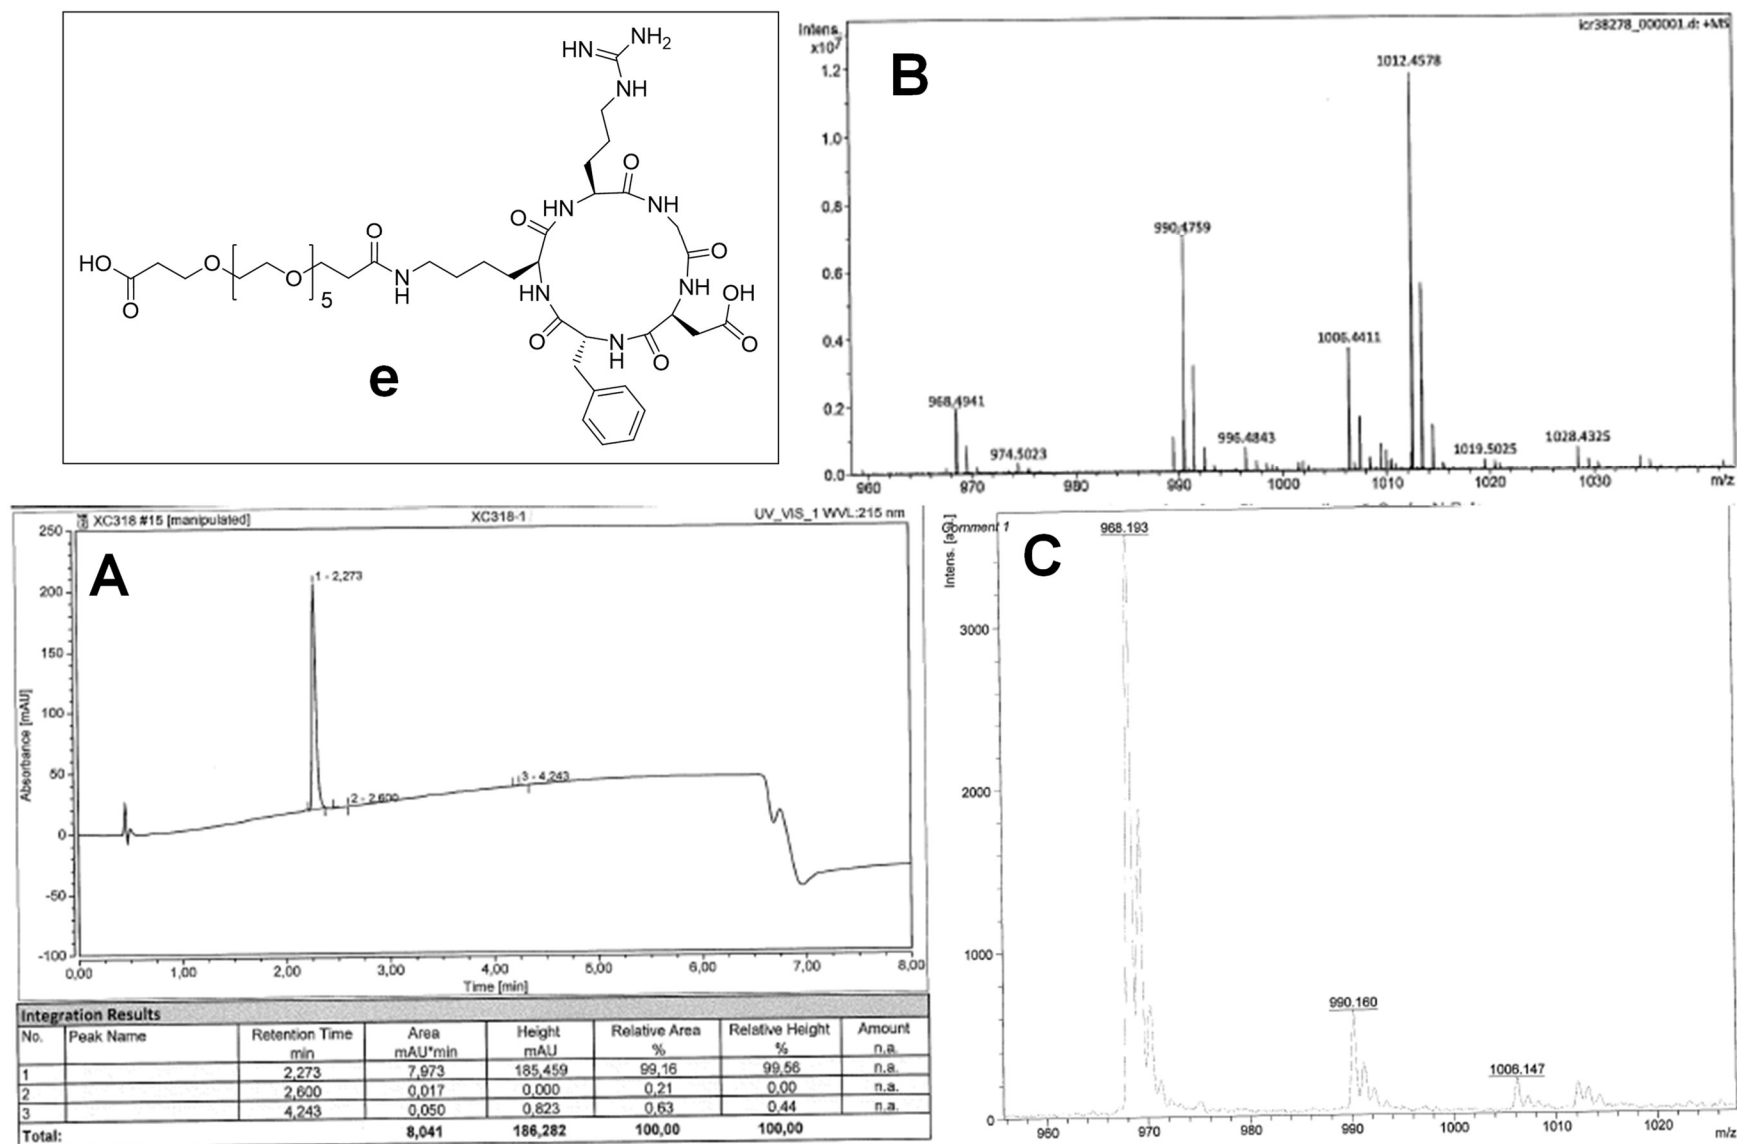 HN
NH2
NH
O
O
HN
NH
O
O
HO
O
O
O
5
N
H
HN
NH
OH
O
O
N
H
O
O
e
Intens.
x10⁷
icr38278_000001.d: +MS
B
1.2
1.0
0.8
0.6
0.4
0.2
0.0
968.4941
974.5023
990.4759
996.4843
1006.4411
1012.4578
1019.5025
1028.4325
960
970
980
990
1000
1010
1020
1030
m/z
XC318 #15 [manipulated]
XC318-1
UV_VIS_1 WVL:215 nm
A
Absorbance [mAU]
250
200
150
100
50
0
-50
-100
1 - 2,273
2 - 2,600
3 - 4,243
0,00 1,00 2,00 3,00 4,00 5,00 6,00 7,00 8,00
Time [min]
Integration Results
No. Peak Name Retention Time Area Height Relative Area Relative Height Amount
min mAU*min mAU % % n.a.
1 2,273 7,973 185,459 99,16 99,56 n.a.
2 2,600 0,017 0,000 0,21 0,00 n.a.
3 4,243 0,050 0,823 0,63 0,44 n.a.
Total: 8,041 186,282 100,00 100,00
Comment 1
Intens. [a.u.]
C
968.193
990.160
1006.147
3000
2000
1000
0
960 970 980 990 1000 1010 1020 m/z